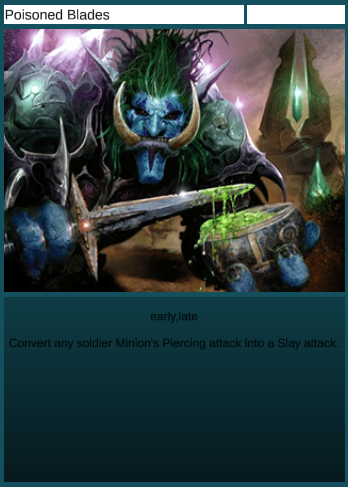 Poisoned Blades
early,late
Convert any soldier Minion's Piercing attack into a Slay attack.